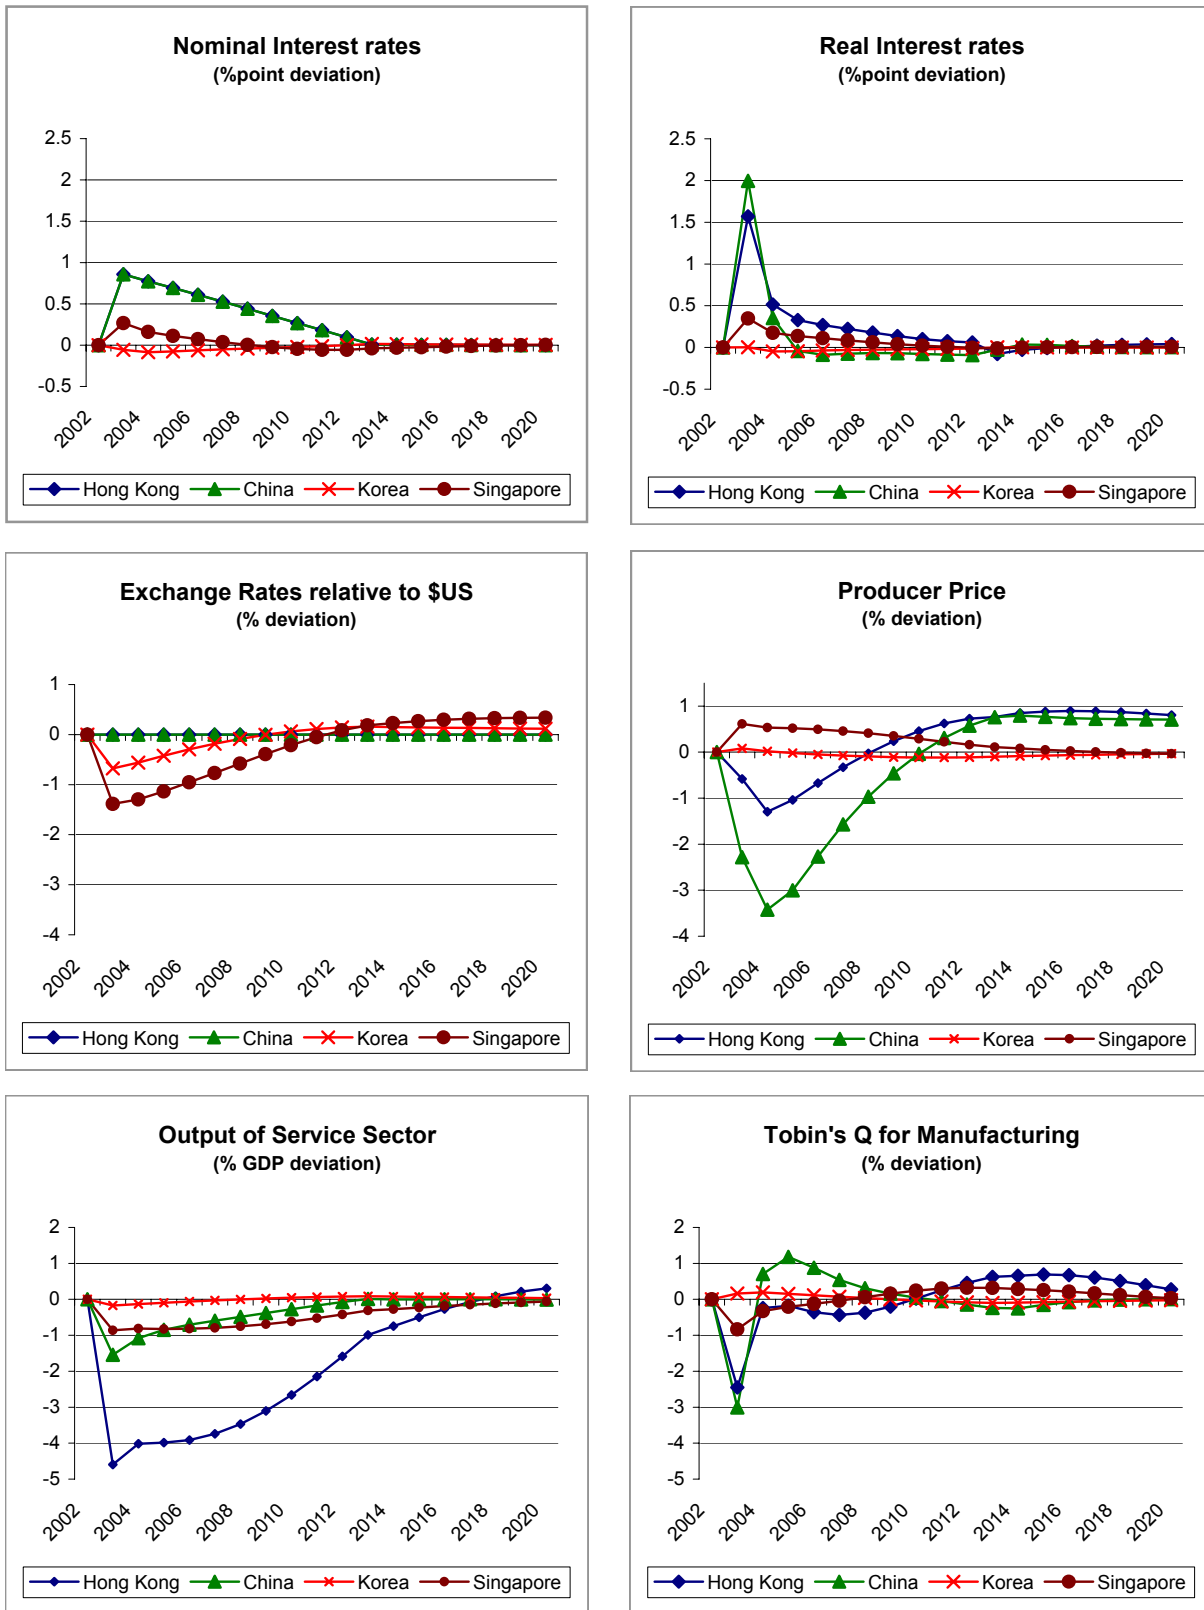 Nominal Interest rates
(%point deviation)
2.5
2
1.5
1
0.5
0
-0.5
2002 2004 2006 2008 2010 2012 2014 2016 2018 2020
Hong Kong China Korea Singapore
Real Interest rates
(%point deviation)
2.5
2
1.5
1
0.5
0
-0.5
2002 2004 2006 2008 2010 2012 2014 2016 2018 2020
Hong Kong China Korea Singapore
Exchange Rates relative to $US
(% deviation)
1
0
-1
-2
-3
-4
2002 2004 2006 2008 2010 2012 2014 2016 2018 2020
Hong Kong China Korea Singapore
Producer Price
(% deviation)
1
0
-1
-2
-3
-4
2002 2004 2006 2008 2010 2012 2014 2016 2018 2020
Hong Kong China Korea Singapore
Output of Service Sector
(% GDP deviation)
2
1
0
-1
-2
-3
-4
-5
2002 2004 2006 2008 2010 2012 2014 2016 2018 2020
Hong Kong China Korea Singapore
Tobin's Q for Manufacturing
(% deviation)
2
1
0
-1
-2
-3
-4
-5
2002 2004 2006 2008 2010 2012 2014 2016 2018 2020
Hong Kong China Korea Singapore